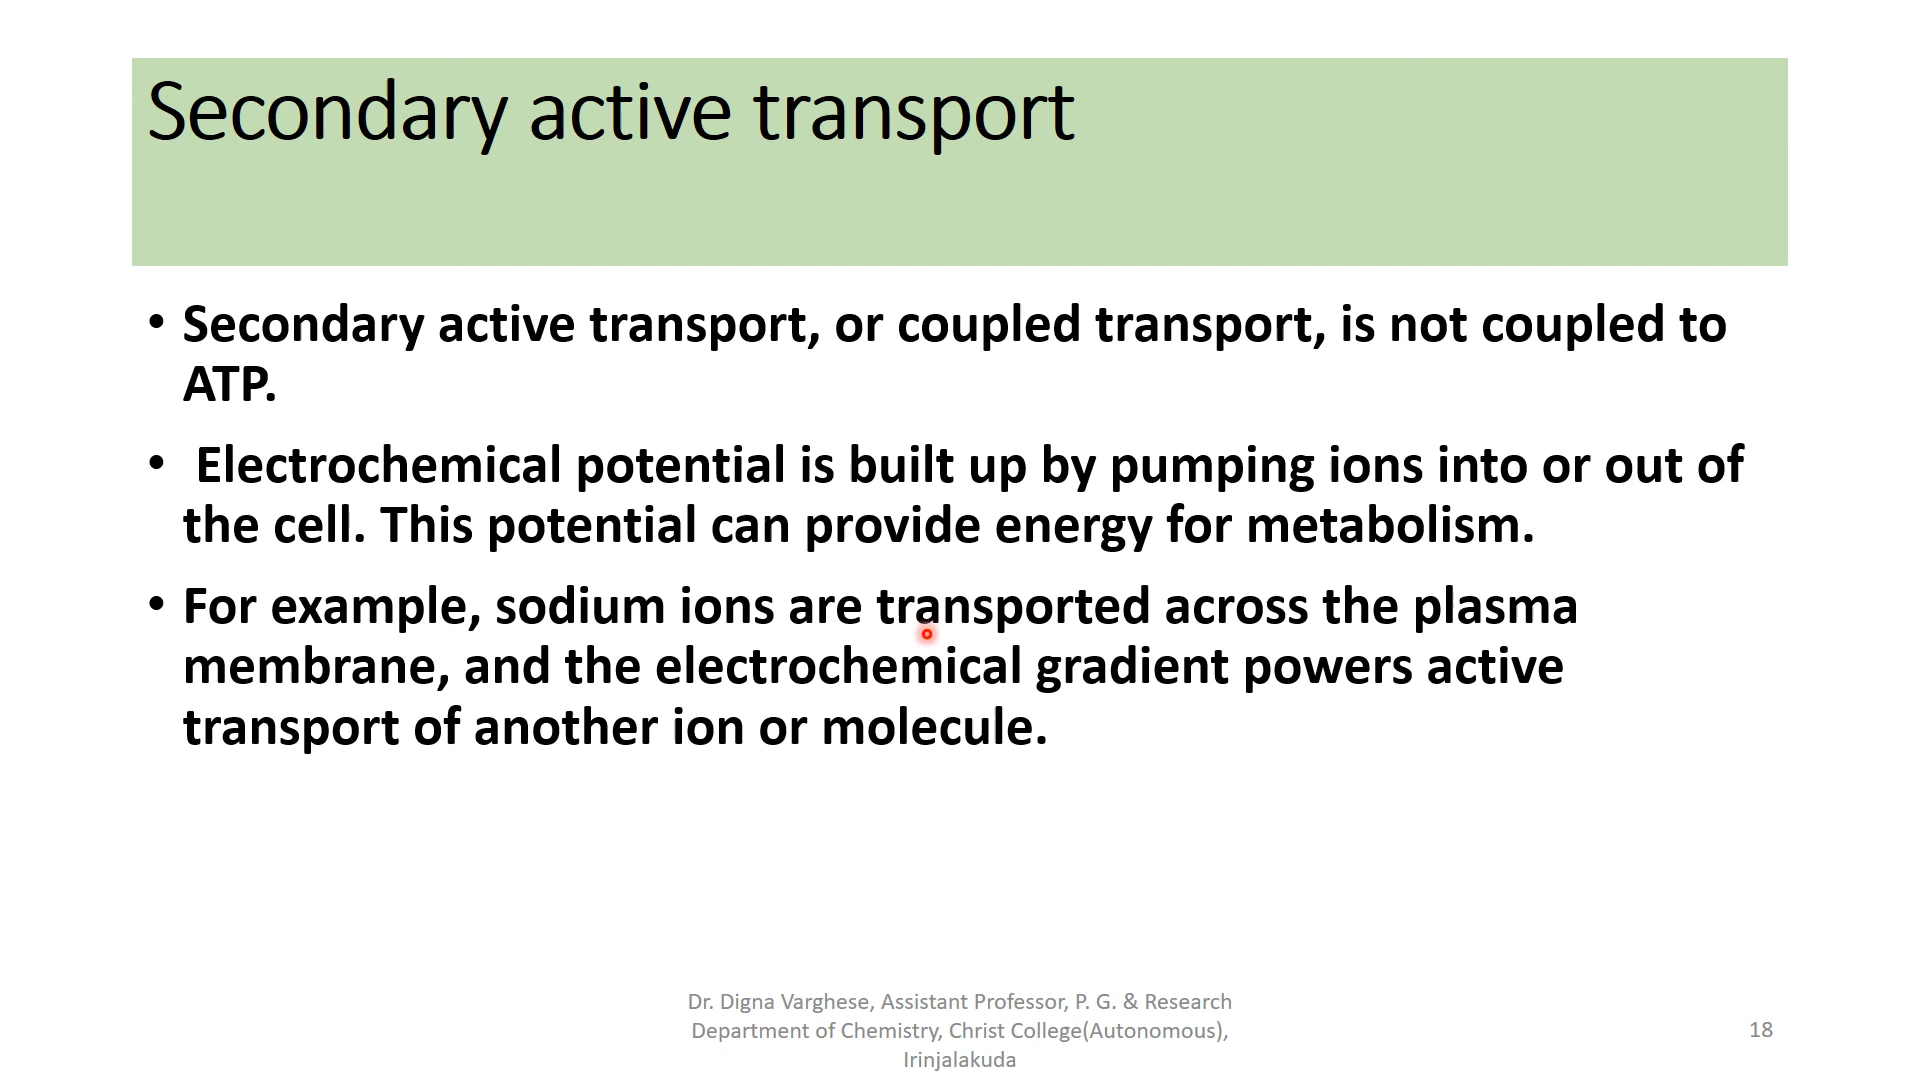 Secondary active transport
• Secondary active transport, or coupled transport, is not coupled to
ATP.
• Electrochemical potential is built up by pumping ions into or out of
the cell. This potential can provide energy for metabolism.
• For example, sodium ions are transported across the plasma
membrane, and the electrochemical gradient powers active
transport of another ion or molecule.
Dr. Digna Varghese, Assistant Professor, P. G. & Research
Department of Chemistry, Christ College(Autonomous),
Irinjalakuda
18